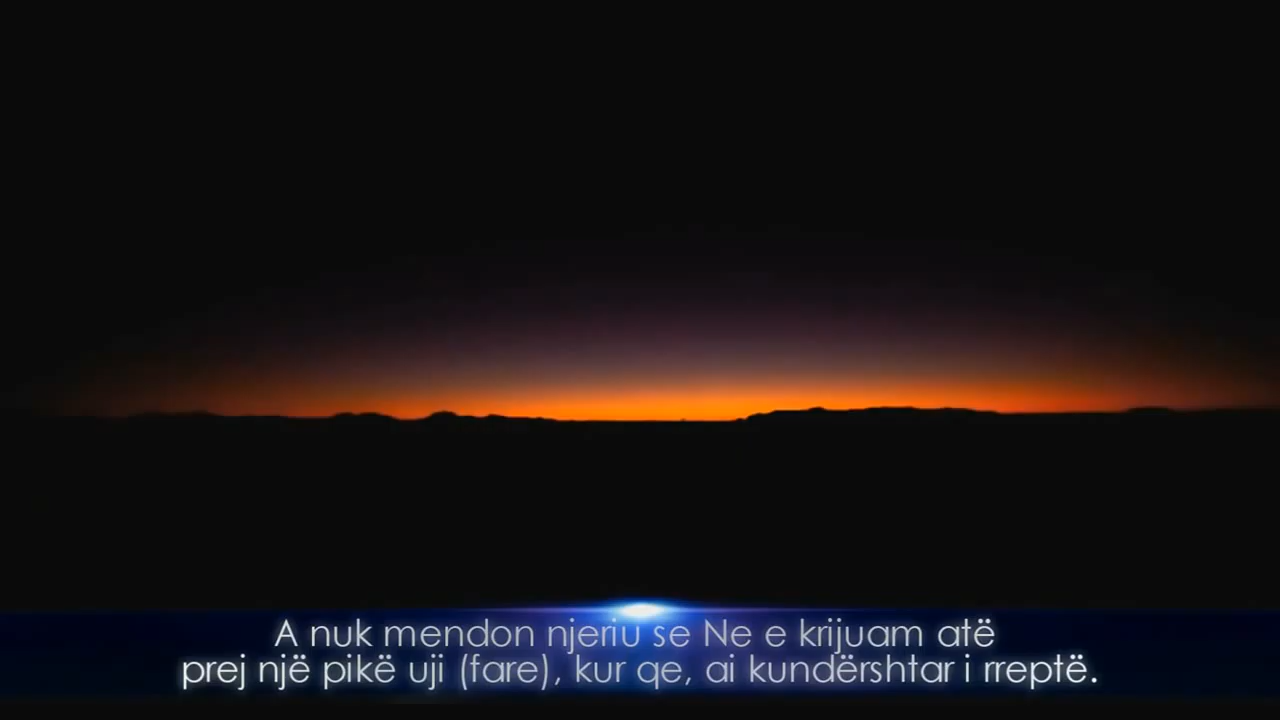 A nuk mendon njeriu se Ne e krijuam atë
prej një pikë uji (fare), kur qe, ai kundërshtar i rreptë.